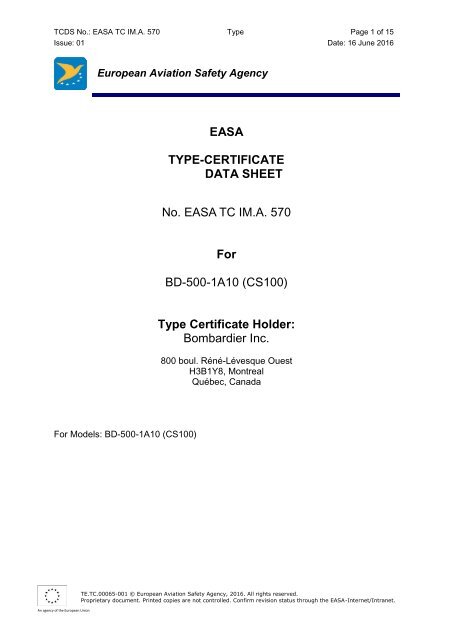 TCDS No.: EASA TC IM.A. 570 Type Page 1 of 15
Issue: 01 Date: 16 June 2016
European Aviation Safety Agency
EASA
TYPE-CERTIFICATE
DATA SHEET
No. EASA TC IM.A. 570
For
BD-500-1A10 (CS100)
Type Certificate Holder:
Bombardier Inc.
800 boul. Réné-Lévesque Ouest
H3B1Y8, Montreal
Québec, Canada
For Models: BD-500-1A10 (CS100)
TE.TC.00065-001 © European Aviation Safety Agency, 2016. All rights reserved.
Proprietary document. Printed copies are not controlled. Confirm revision status through the EASA-Internet/Intranet.
An agency of the European Union